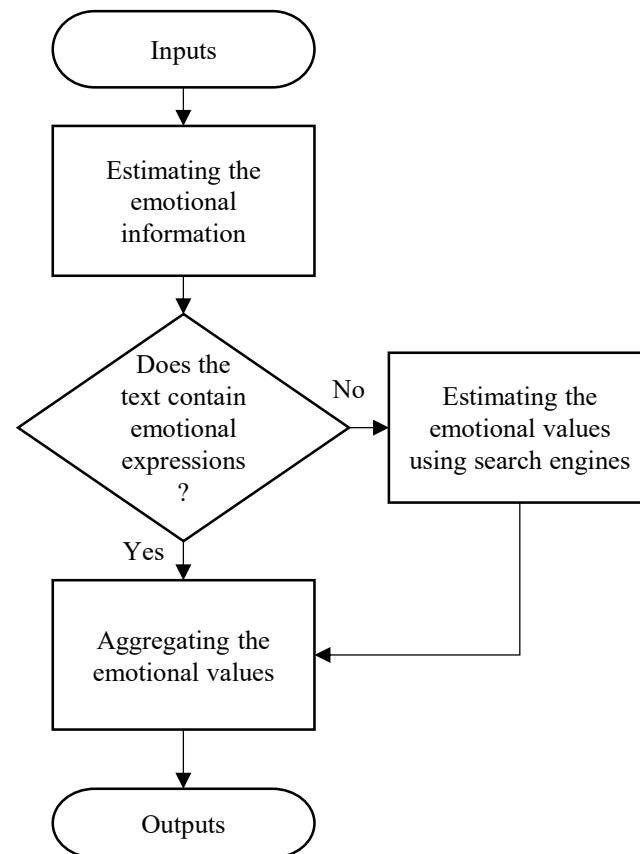 Inputs
Estimating the
emotional
information
Does the
text contain
emotional
expressions
?
No
Estimating the
emotional values
using search engines
Yes
Aggregating the
emotional values
Outputs